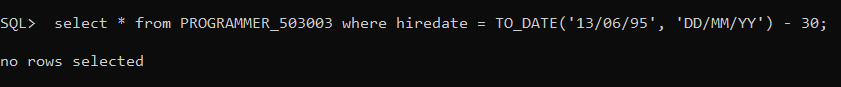 SQL>  select * from PROGRAMMER_503003 where hiredate = TO_DATE('13/06/95', 'DD/MM/YY') - 30;
no rows selected